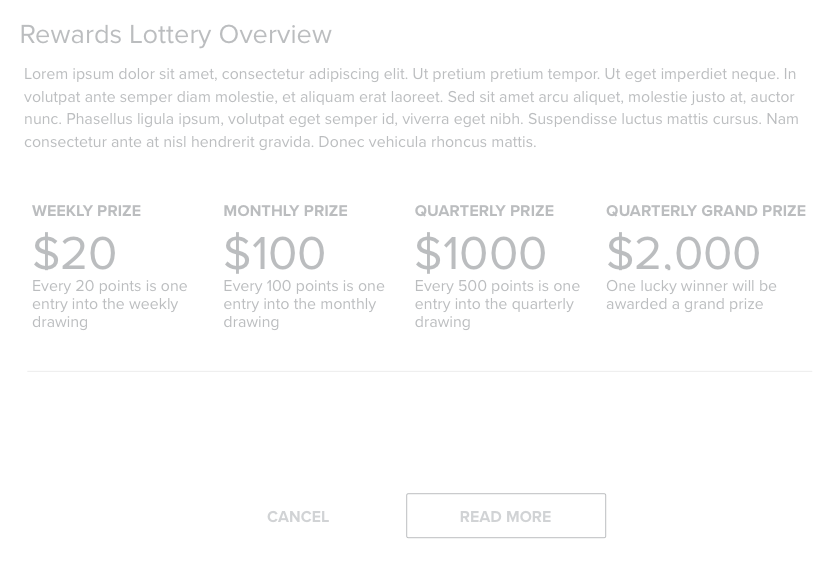 Rewards Lottery Overview
Lorem ipsum dolor sit amet, consectetur adipiscing elit. Ut pretium pretium tempor. Ut eget imperdiet neque. In
volutpat ante semper diam molestie, et aliquam erat laoreet. Sed sit amet arcu aliquet, molestie justo at, auctor
nunc. Phasellus ligula ipsum, volutpat eget semper id, viverra eget nibh. Suspendisse luctus mattis cursus. Nam
consectetur ante at nisl hendrerit gravida. Donec vehicula rhoncus mattis.
WEEKLY PRIZE
$20
Every 20 points is one
entry into the weekly
drawing
MONTHLY PRIZE
$100
Every 100 points is one
entry into the monthly
drawing
QUARTERLY PRIZE
$1000
Every 500 points is one
entry into the quarterly
drawing
QUARTERLY GRAND PRIZE
$2,000
One lucky winner will be
awarded a grand prize
CANCEL
READ MORE